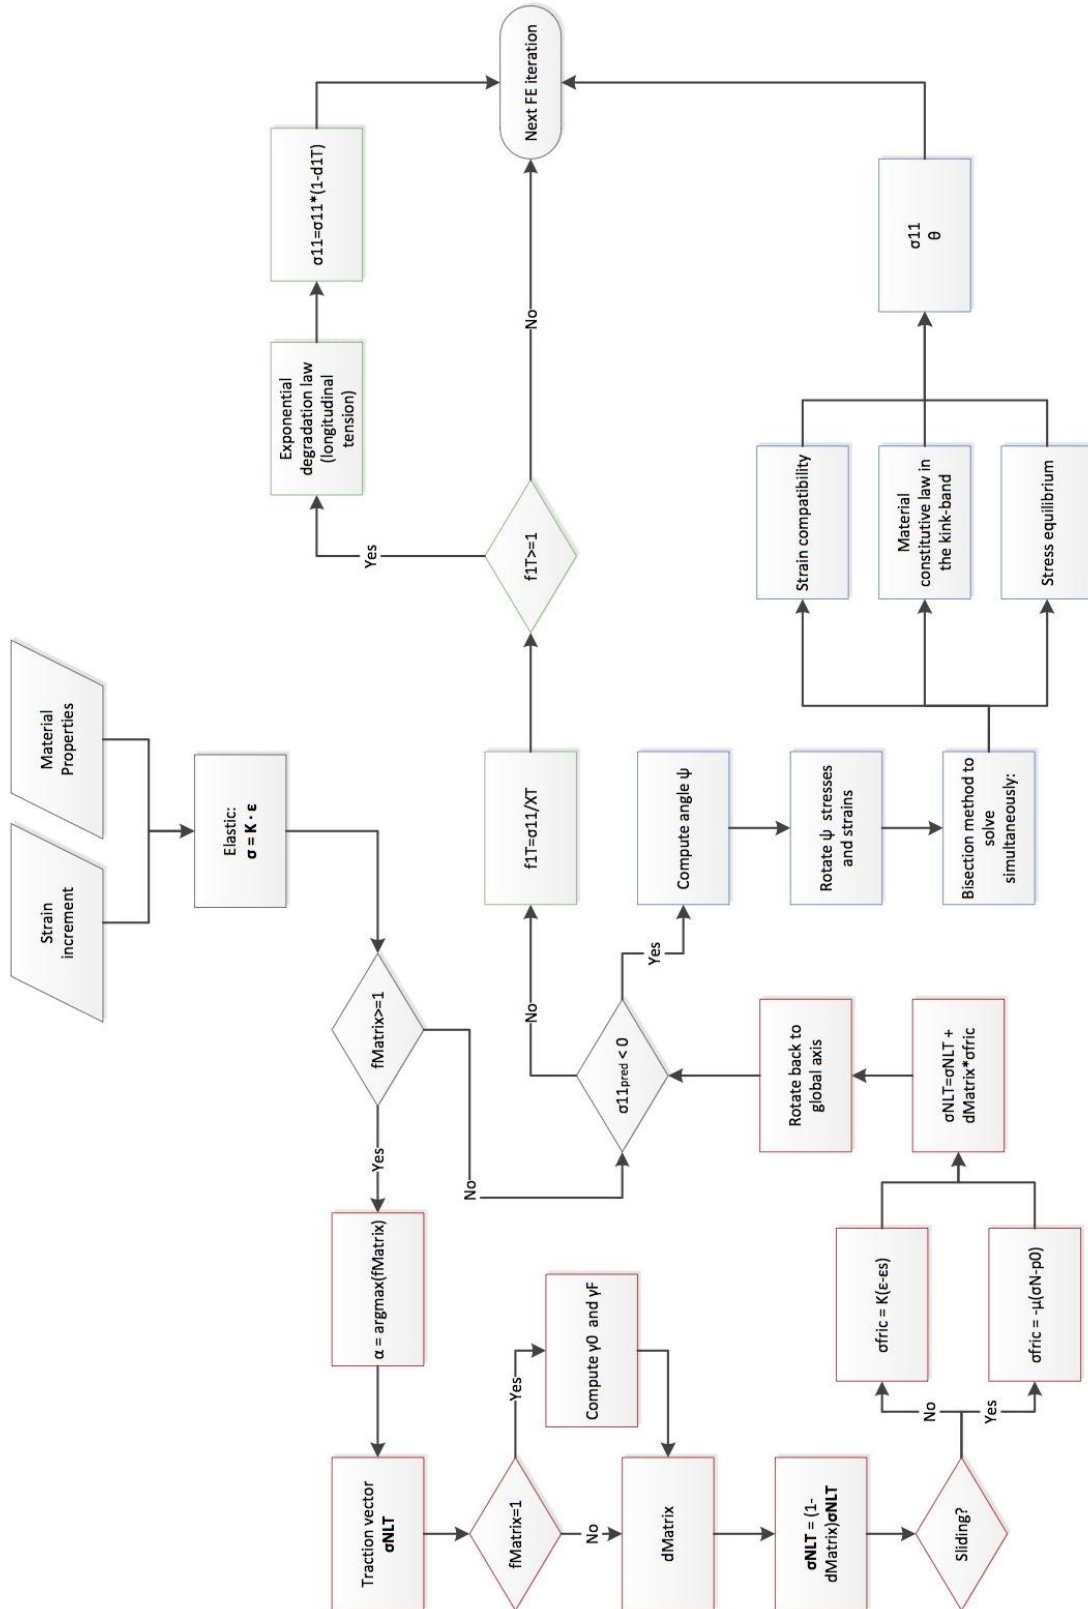 Strain
increment
Material
Properties
Elastic:
σ = K · ε
fMatrix>=1
Yes
No
α = argmax(fMatrix)
Traction vector
σNLT
fMatrix=1
Yes
No
Compute γ0 and γF
dMatrix
σNLT = (1-
dMatrix)σNLT
Sliding?
No
Yes
σfric = K(ε-εs)
σfric = -μ(σN-p0)
σNLT=σNLT +
dMatrix*σfric
Rotate back to
global axis
σ11pred < 0
No
Yes
f1T=σ11/XT
f1T>=1
Yes
No
Exponential
degradation law
(longitudinal
tension)
σ11=σ11*(1-d1T)
Next FE iteration
Compute angle ψ
Rotate ψ stresses
and strains
Bisection method to
solve
simultaneously:
Strain compatibility
Material
constitutive law in
the kink-band
Stress equilibrium
σ11
θ